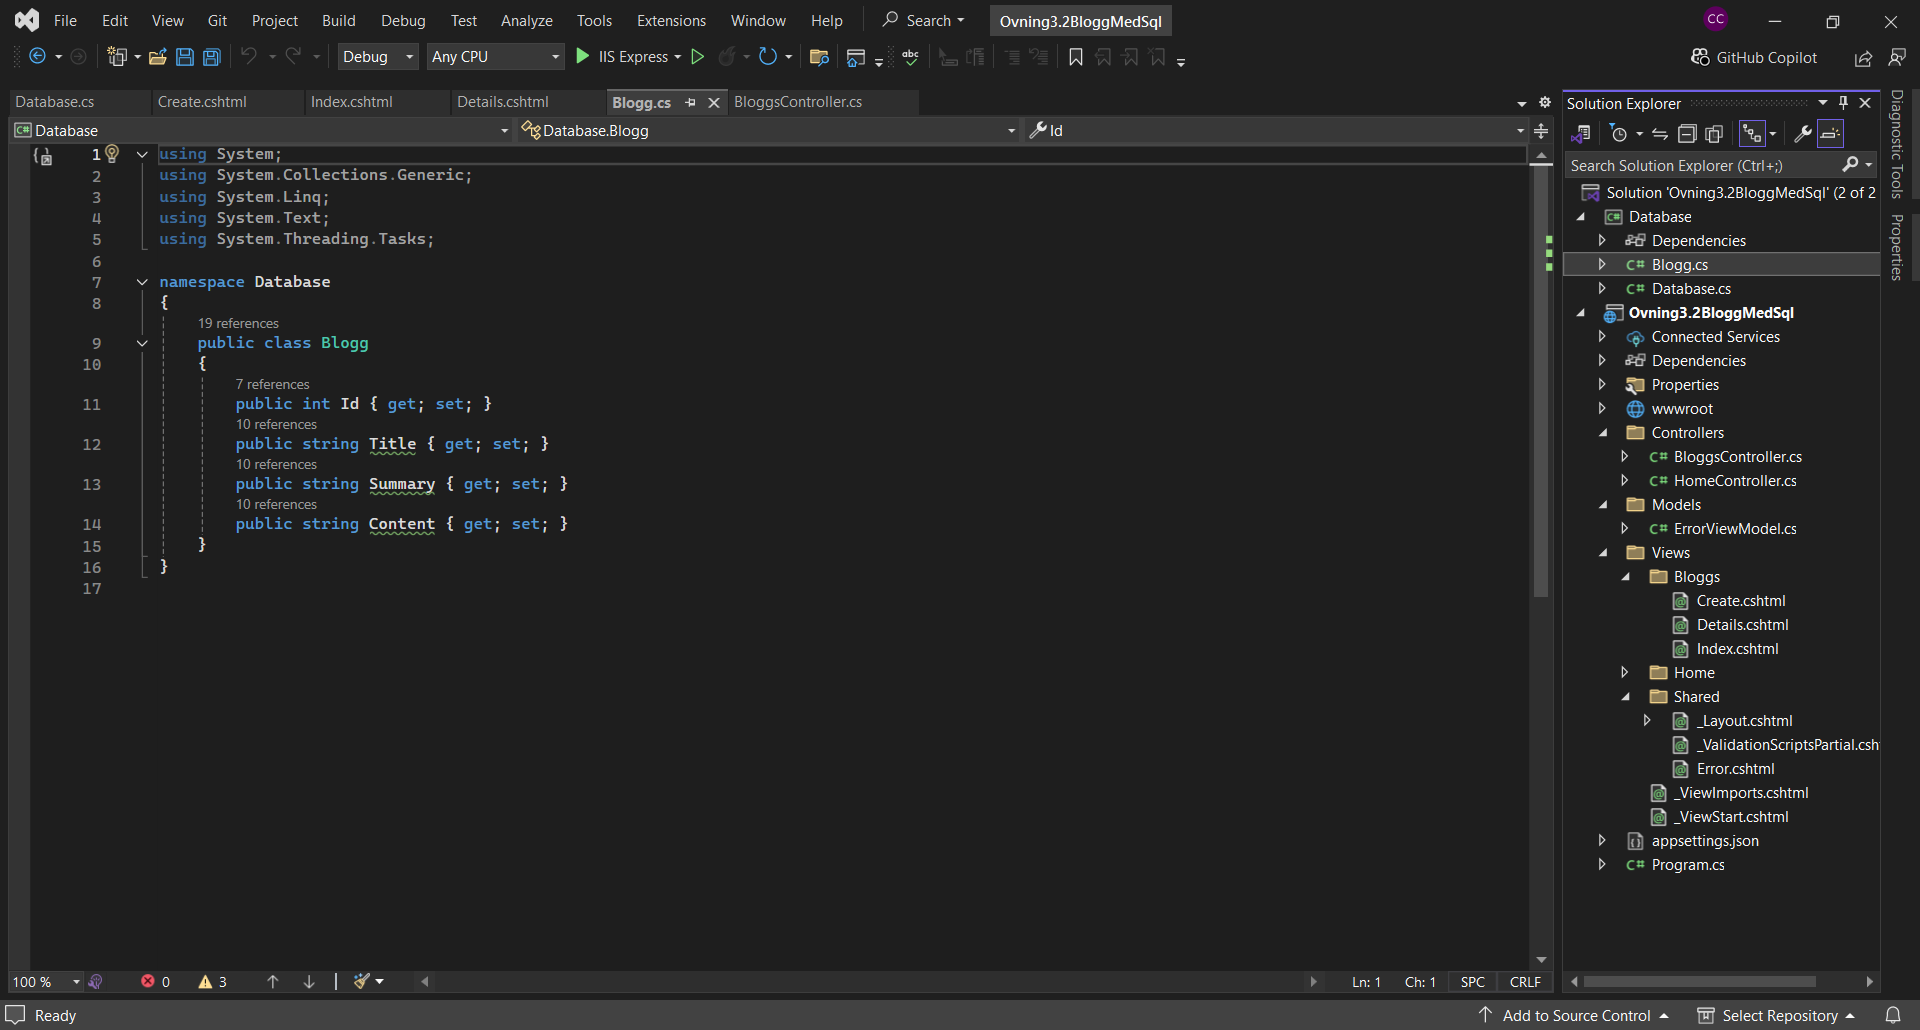 File Edit View Git Project Build Debug Test Analyze Tools Extensions Window Help Search Ovning3.2BloggMedSql CC
Debug Any CPU IIS Express abc GitHub Copilot
Database.cs Create.cshtml Index.cshtml Details.cshtml Blogg.cs BloggsController.cs
C# Database Database.Blogg Id
1 using System;
2 using System.Collections.Generic;
3 using System.Linq;
4 using System.Text;
5 using System.Threading.Tasks;
6
7 namespace Database
8 {
19 references
9 public class Blogg
10 {
7 references
11 public int Id { get; set; }
10 references
12 public string Title { get; set; }
10 references
13 public string Summary { get; set; }
10 references
14 public string Content { get; set; }
15 }
16 }
17
100 % 0 3 Ln: 1 Ch: 1 SPC CRLF
Solution Explorer
Search Solution Explorer (Ctrl+;)
Solution 'Ovning3.2BloggMedSql' (2 of 2
C# Database
Dependencies
C# Blogg.cs
C# Database.cs
Ovning3.2BloggMedSql
Connected Services
Dependencies
Properties
wwwroot
Controllers
C# BloggsController.cs
C# HomeController.cs
Models
C# ErrorViewModel.cs
Views
Bloggs
Create.cshtml
Details.cshtml
Index.cshtml
Home
Shared
_Layout.cshtml
_ValidationScriptsPartial.csh
Error.cshtml
_ViewImports.cshtml
_ViewStart.cshtml
appsettings.json
C# Program.cs
Diagnostic Tools
Properties
Ready Add to Source Control Select Repository